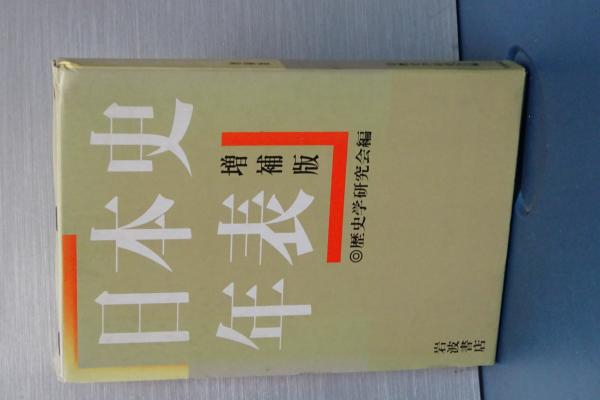 日本史
年表
増補版
◎歴史学研究会編
岩波書店